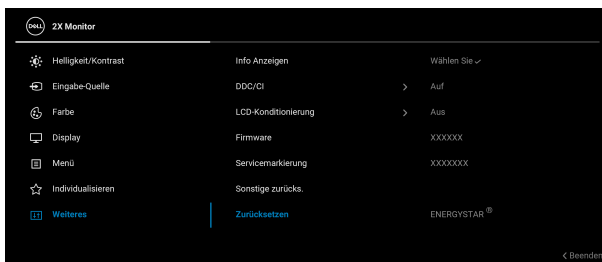 DELL 2X Monitor
Helligkeit/Kontrast Info Anzeigen Wählen Sie ✓
Eingabe-Quelle DDC/CI > Auf
Farbe LCD-Konditionierung > Aus
Display Firmware XXXXXX
Menü Servicemarkierung XXXXXXX
Individualisieren Sonstige zurücks.
Weiteres Zurücksetzen ENERGYSTAR ®
< Beenden